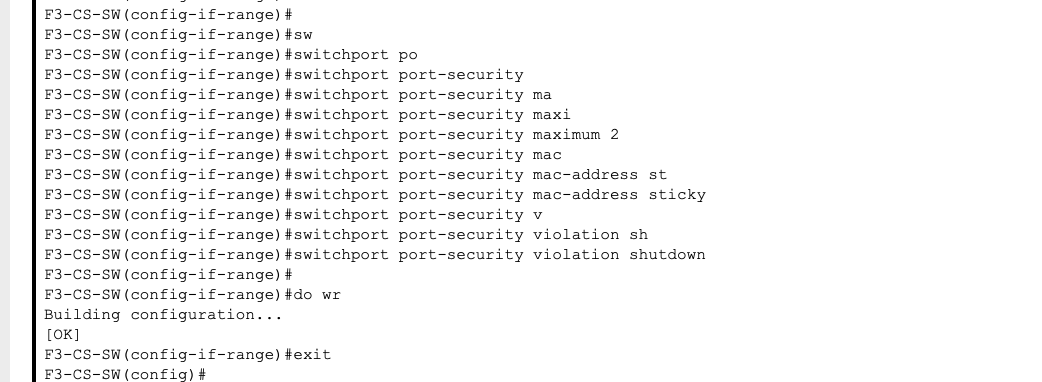 F3-CS-SW(config-if-range)#
F3-CS-SW(config-if-range)#sw
F3-CS-SW(config-if-range)#switchport po
F3-CS-SW(config-if-range)#switchport port-security
F3-CS-SW(config-if-range)#switchport port-security ma
F3-CS-SW(config-if-range)#switchport port-security maxi
F3-CS-SW(config-if-range)#switchport port-security maximum 2
F3-CS-SW(config-if-range)#switchport port-security mac
F3-CS-SW(config-if-range)#switchport port-security mac-address st
F3-CS-SW(config-if-range)#switchport port-security mac-address sticky
F3-CS-SW(config-if-range)#switchport port-security v
F3-CS-SW(config-if-range)#switchport port-security violation sh
F3-CS-SW(config-if-range)#switchport port-security violation shutdown
F3-CS-SW(config-if-range)#
F3-CS-SW(config-if-range)#do wr
Building configuration...
[OK]
F3-CS-SW(config-if-range)#exit
F3-CS-SW(config)#